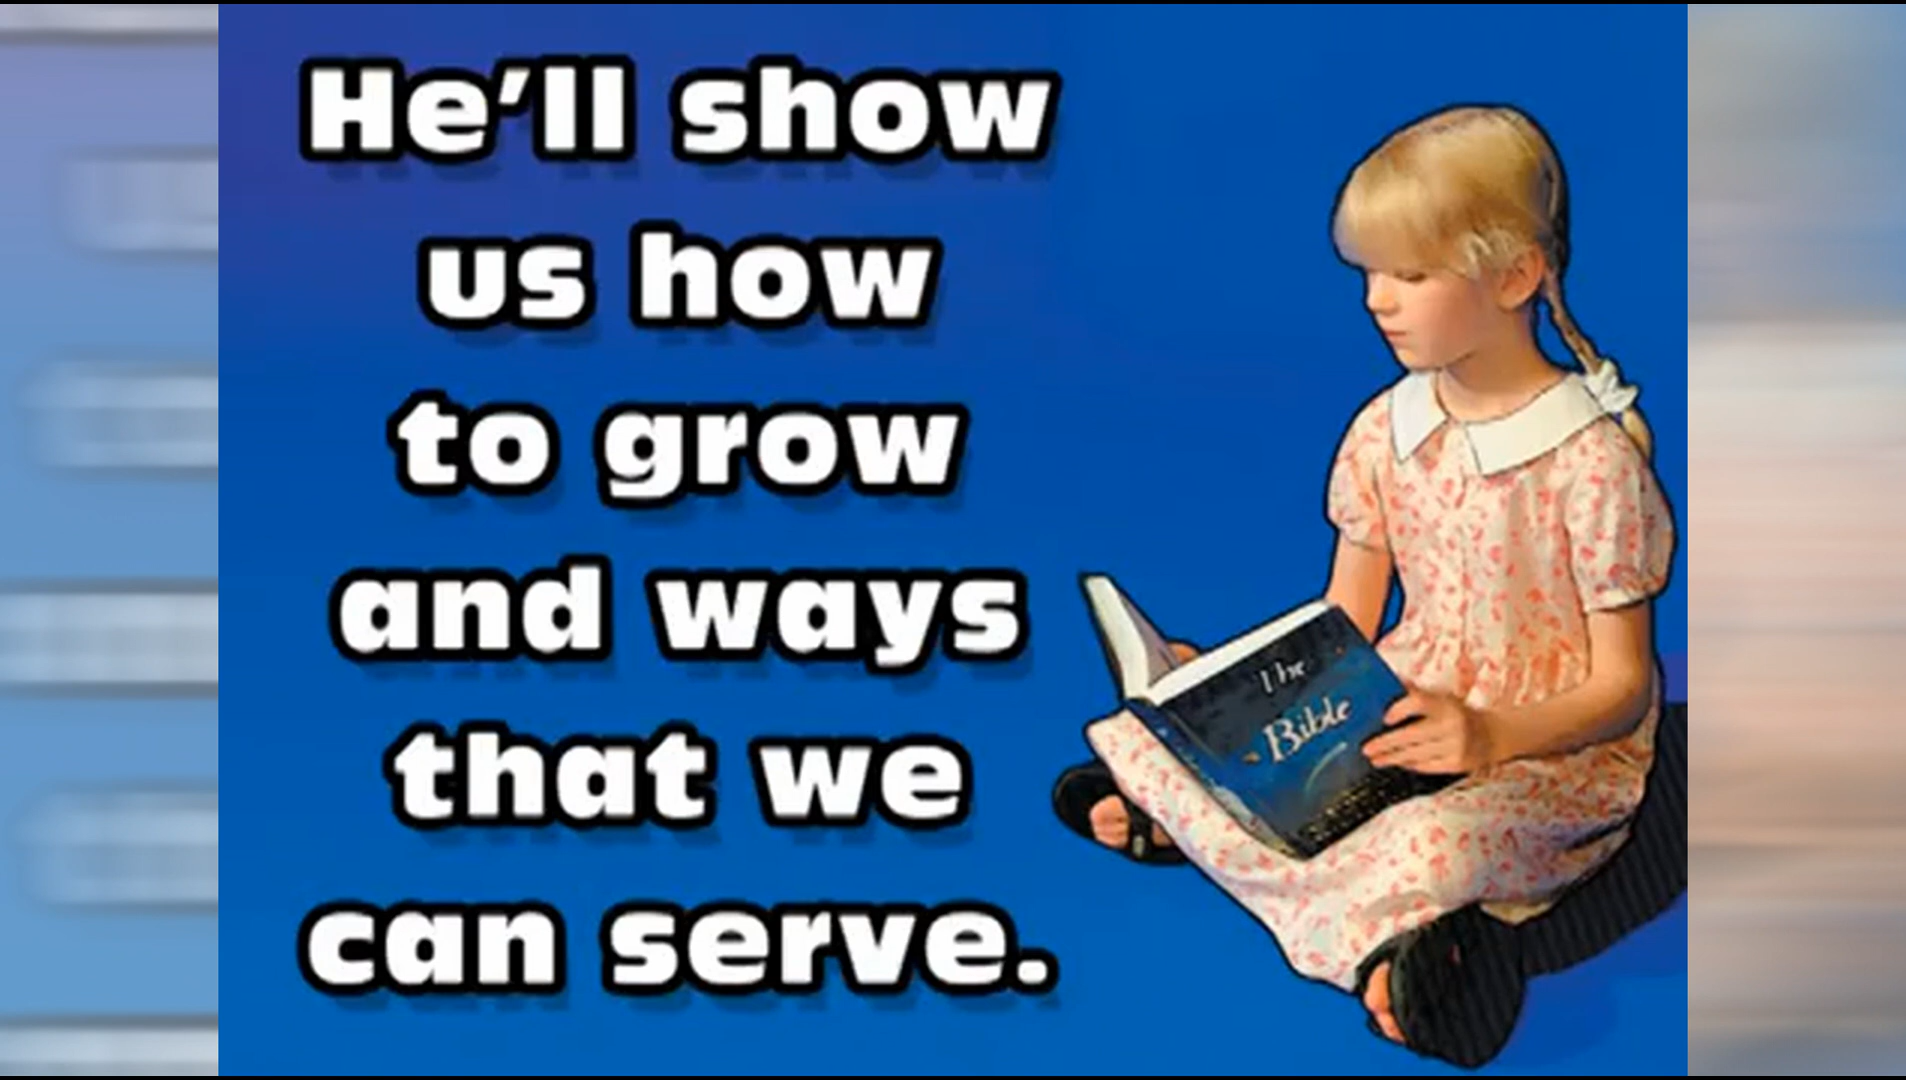 He'll show
us how
to grow
and ways
that we
can serve.
The
Bible